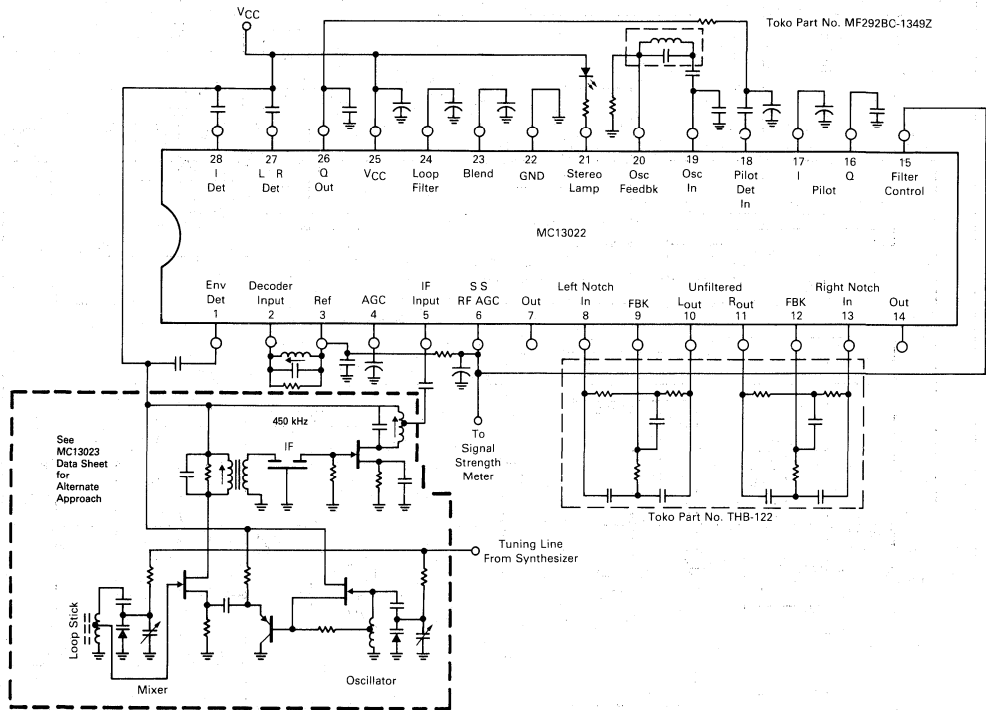 VCC
Toko Part No. MF292BC-1349Z
28 27 26 25 24 23 22 21 20 19 18 17 16 15
I Det
L R Det
Q Out
VCC
Loop Filter
Blend
GND
Stereo Lamp
Osc Feedbk
Osc In
Pilot Det In
I Pilot Q
Filter Control
MC13022
Env Det 1
Decoder Input 2
Ref 3
AGC 4
IF Input 5
S S RF AGC 6
Out 7
Left Notch In 8
FBK 9
Unfiltered
Lout 10
Rout 11
FBK 12
Right Notch In 13
Out 14
See
MC13023
Data Sheet
for
Alternate
Approach
450 kHz
IF
To
Signal
Strength
Meter
Toko Part No. THB-122
Tuning Line
From Synthesizer
Loop Stick
Mixer
Oscillator